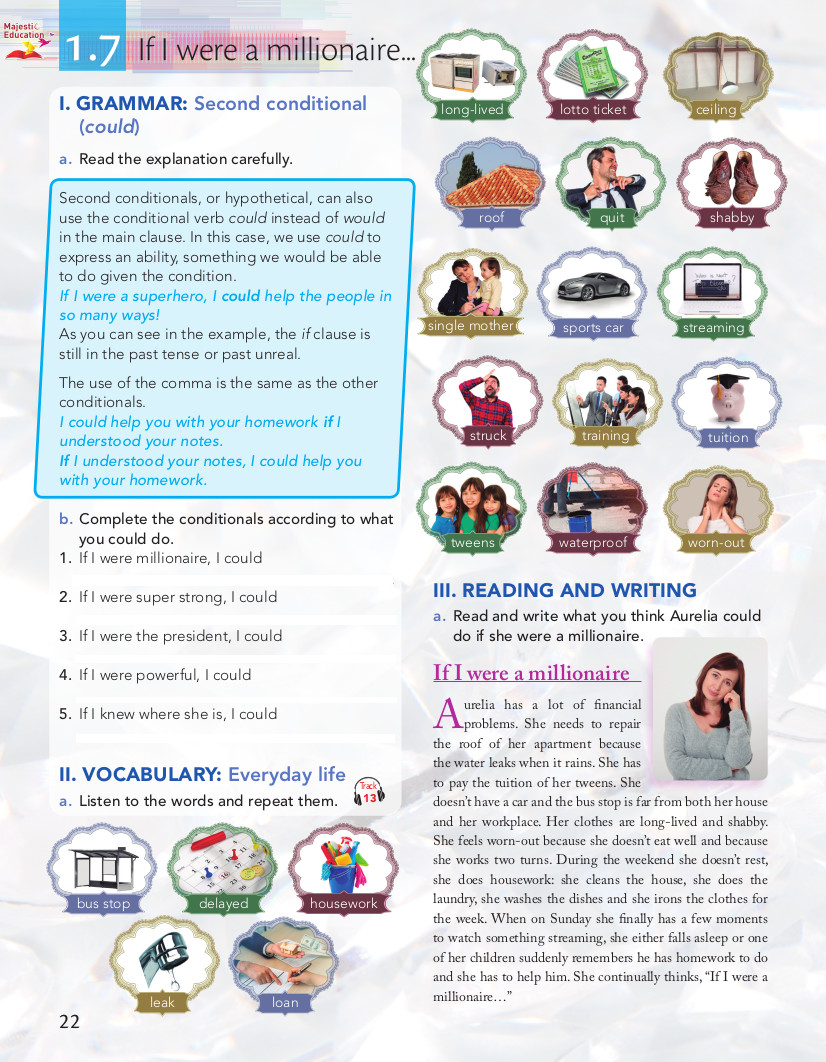 Majestic
Education
1.7 If I were a millionaire...
I. GRAMMAR: Second conditional
(could)
a. Read the explanation carefully.
Second conditionals, or hypothetical, can also
use the conditional verb could instead of would
in the main clause. In this case, we use could to
express an ability, something we would be able
to do given the condition.
If I were a superhero, I could help the people in
so many ways!
As you can see in the example, the if clause is
still in the past tense or past unreal.
The use of the comma is the same as the other
conditionals.
I could help you with your homework if I
understood your notes.
If I understood your notes, I could help you
with your homework.
b. Complete the conditionals according to what
you could do.
1. If I were millionaire, I could
2. If I were super strong, I could
3. If I were the president, I could
4. If I were powerful, I could
5. If I knew where she is, I could
II. VOCABULARY: Everyday life
a. Listen to the words and repeat them.
Track
13
bus stop
delayed
housework
leak
loan
long-lived
lotto ticket
ceiling
roof
quit
shabby
single mother
sports car
streaming
struck
training
tuition
tweens
waterproof
worn-out
III. READING AND WRITING
a. Read and write what you think Aurelia could
do if she were a millionaire.
If I were a millionaire
Aurelia has a lot of financial
problems. She needs to repair
the roof of her apartment because
the water leaks when it rains. She has
to pay the tuition of her tweens. She
doesn't have a car and the bus stop is far from both her house
and her workplace. Her clothes are long-lived and shabby.
She feels worn-out because she doesn't eat well and because
she works two turns. During the weekend she doesn't rest,
she does housework: she cleans the house, she does the
laundry, she washes the dishes and she irons the clothes for
the week. When on Sunday she finally has a few moments
to watch something streaming, she either falls asleep or one
of her children suddenly remembers he has homework to do
and she has to help him. She continually thinks, "If I were a
millionaire…"
22